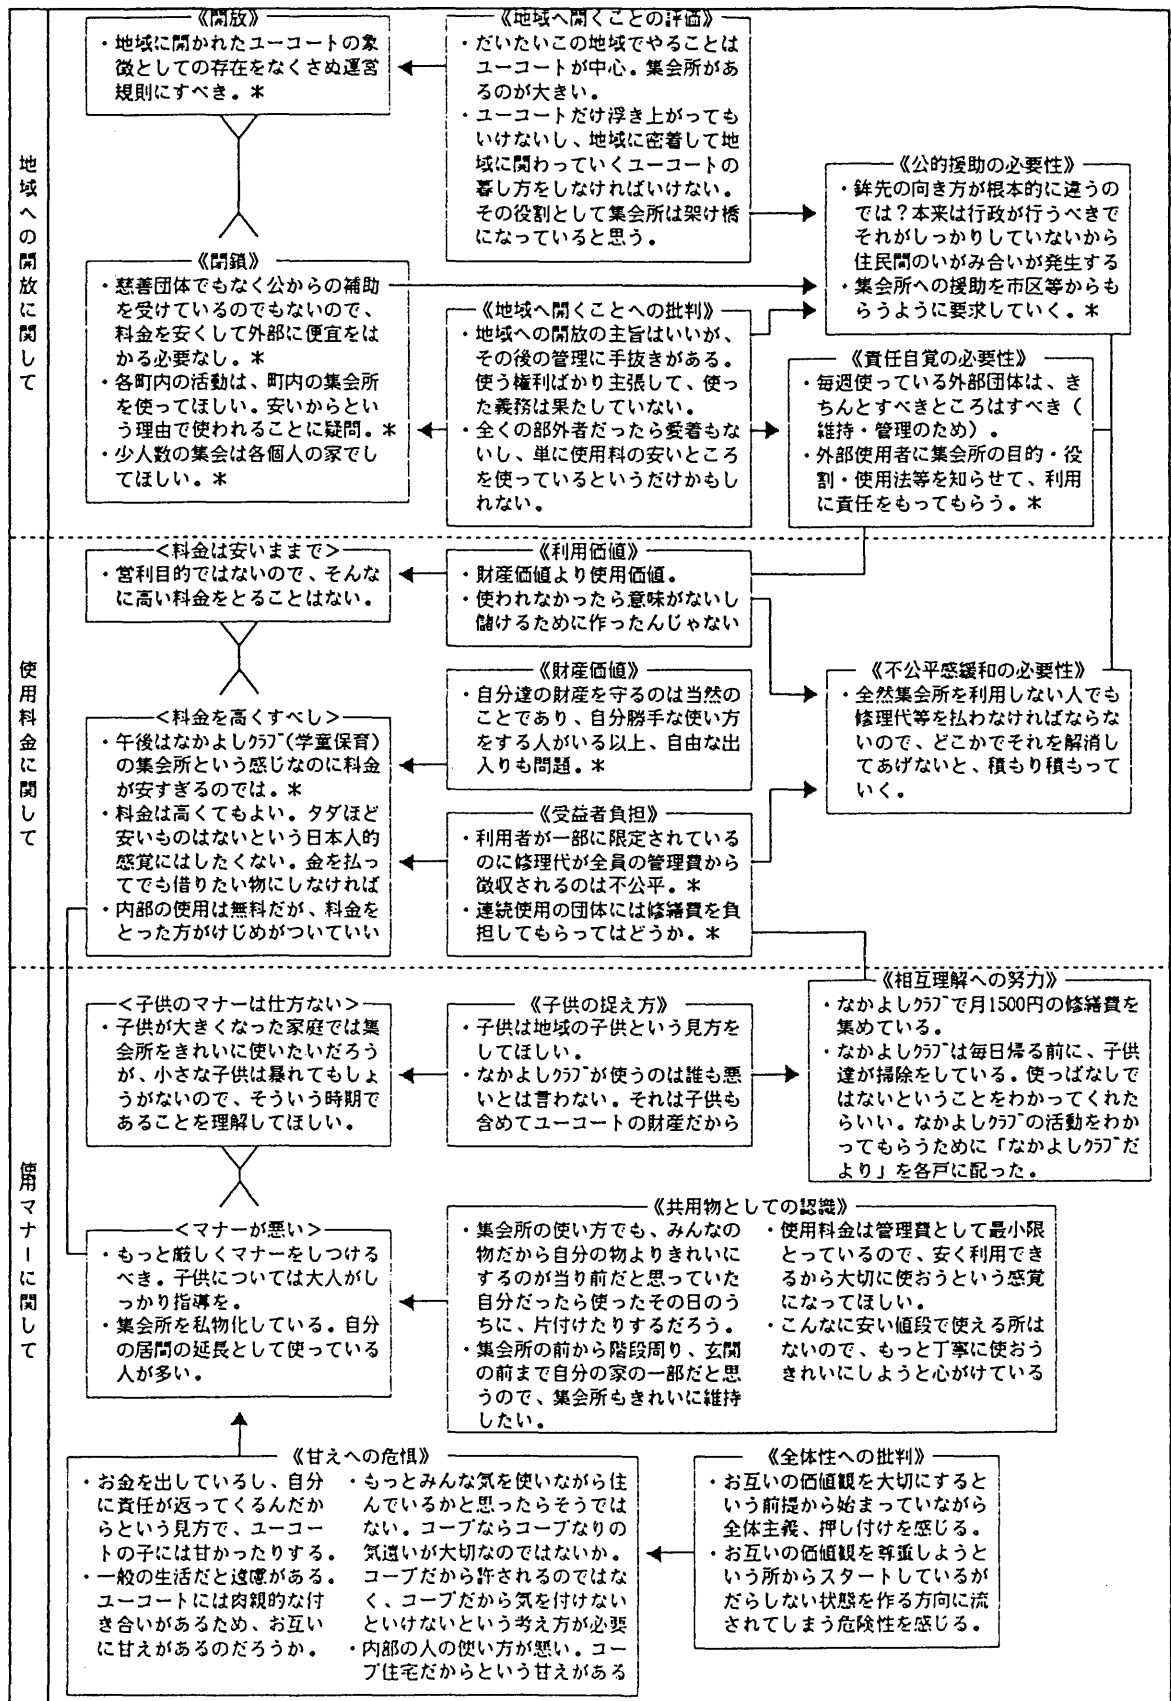 地域への開放に関して
《開放》
・地域に開かれたユーコートの象
徴としての存在をなくさぬ運営
規則にすべき。＊
《地域へ開くことの評価》
・だいたいこの地域でやることは
ユーコートが中心。集会所があ
るのが大きい。
・ユーコートだけ浮き上がっても
いけないし、地域に密着して地
域に関わっていくユーコートの
暮し方をしなければいけない。
その役割として集会所は架け橋
になっていると思う。
《公的援助の必要性》
・鉾先の向き方が根本的に違うの
では？本来は行政が行うべきで
それがしっかりしていないから
住民間のいがみ合いが発生する
・集会所への援助を市区等からも
らうように要求していく。＊
《閉鎖》
・慈善団体でもなく公からの補助
を受けているのでもないので、
料金を安くして外部に便宜をは
かる必要なし。＊
・各町内の活動は、町内の集会所
を使ってほしい。安いからとい
う理由で使われることに疑問。＊
・少人数の集会は各個人の家でし
てほしい。＊
《地域へ開くことへの批判》
・地域への開放の主旨はいいが、
その後の管理に手抜きがある。
使う権利ばかり主張して、使っ
た義務は果たしていない。
・全くの部外者だったら愛着もな
いし、単に使用料の安いところ
を使っているというだけかもし
れない。
《責任自覚の必要性》
・毎週使っている外部団体は、き
ちんとすべきところはすべき（
維持・管理のため）。
・外部使用者に集会所の目的・役
割・使用法等を知らせて、利用
に責任をもってもらう。＊
使用料金に関して
＜料金は安いままで＞
・営利目的ではないので、そんな
に高い料金をとることはない。
《利用価値》
・財産価値より使用価値。
・使われなかったら意味がないし
儲けるために作ったんじゃない
《財産価値》
・自分達の財産を守るのは当然の
ことであり、自分勝手な使い方
をする人がいる以上、自由な出
入りも問題。＊
《不公平感緩和の必要性》
・全然集会所を利用しない人でも
修理代等を払わなければならな
いので、どこかでそれを解消し
てあげないと、積もり積もって
いく。
＜料金を高くすべし＞
・午後はなかよしクラブ(学童保育)
の集会所という感じなのに料金
が安すぎるのでは。＊
・料金は高くてもよい。タダほど
安いものはないという日本人的
感覚にはしたくない。金を払っ
てでも借りたい物にしなければ
・内部の使用は無料だが、料金を
とった方がけじめがついていい
《受益者負担》
・利用者が一部に限定されている
のに修理代が全員の管理費から
徴収されるのは不公平。＊
・連続使用の団体には修繕費を負
担してもらってはどうか。＊
使用マナーに関して
＜子供のマナーは仕方ない＞
・子供が大きくなった家庭では集
会所をきれいに使いたいだろう
が、小さな子供は暴れてもしょ
うがないので、そういう時期で
あることを理解してほしい。
《子供の捉え方》
・子供は地域の子供という見方を
してほしい。
・なかよしクラブが使うのは誰も悪
いとは言わない。それは子供も
含めてユーコートの財産だから
《相互理解への努力》
・なかよしクラブで月1500円の修繕費を
集めている。
・なかよしクラブは毎日帰る前に、子供
達が掃除をしている。使っぱなしで
はないということをわかってくれた
らいい。なかよしクラブの活動をわか
ってもらうために「なかよしクラブだ
より」を各戸に配った。
＜マナーが悪い＞
・もっと厳しくマナーをしつける
べき。子供については大人がし
っかり指導を。
・集会所を私物化している。自分
の居間の延長として使っている
人が多い。
《共用物としての認識》
・集会所の使い方でも、みんなの
物だから自分の物よりきれいに
するのが当り前だと思っていた
自分だったら使ったその日のう
ちに、片付けたりするだろう。
・集会所の前から階段周り、玄関
の前まで自分の家の一部だと思
うので、集会所もきれいに維持
したい。
・使用料金は管理費として最小限
とっているので、安く利用でき
るから大切に使おうという感覚
になってほしい。
・こんなに安い値段で使える所は
ないので、もっと丁寧に使おう
きれいにしようと心がけている
《甘えへの危惧》
・お金を出しているし、自分
に責任が返ってくるんだか
らという見方で、ユーコー
トの子には甘かったりする。
・一般の生活だと遠慮がある。
ユーコートには肉親的な付
き合いがあるため、お互い
に甘えがあるのだろうか。
・もっとみんな気を使いながら住
んでいるかと思ったらそうでは
ない。コープならコープなりの
気遣いが大切なのではないか。
コープだから許されるのではな
く、コープだから気を付けない
といけないという考え方が必要
・内部の人の使い方が悪い。コー
プ住宅だからという甘えがある
《全体性への批判》
・お互いの価値観を大切にすると
いう前提から始まっていながら
全体主義、押し付けを感じる。
・お互いの価値観を尊重しようと
いう所からスタートしているが
だらしない状態を作る方向に流
されてしまう危険性を感じる。